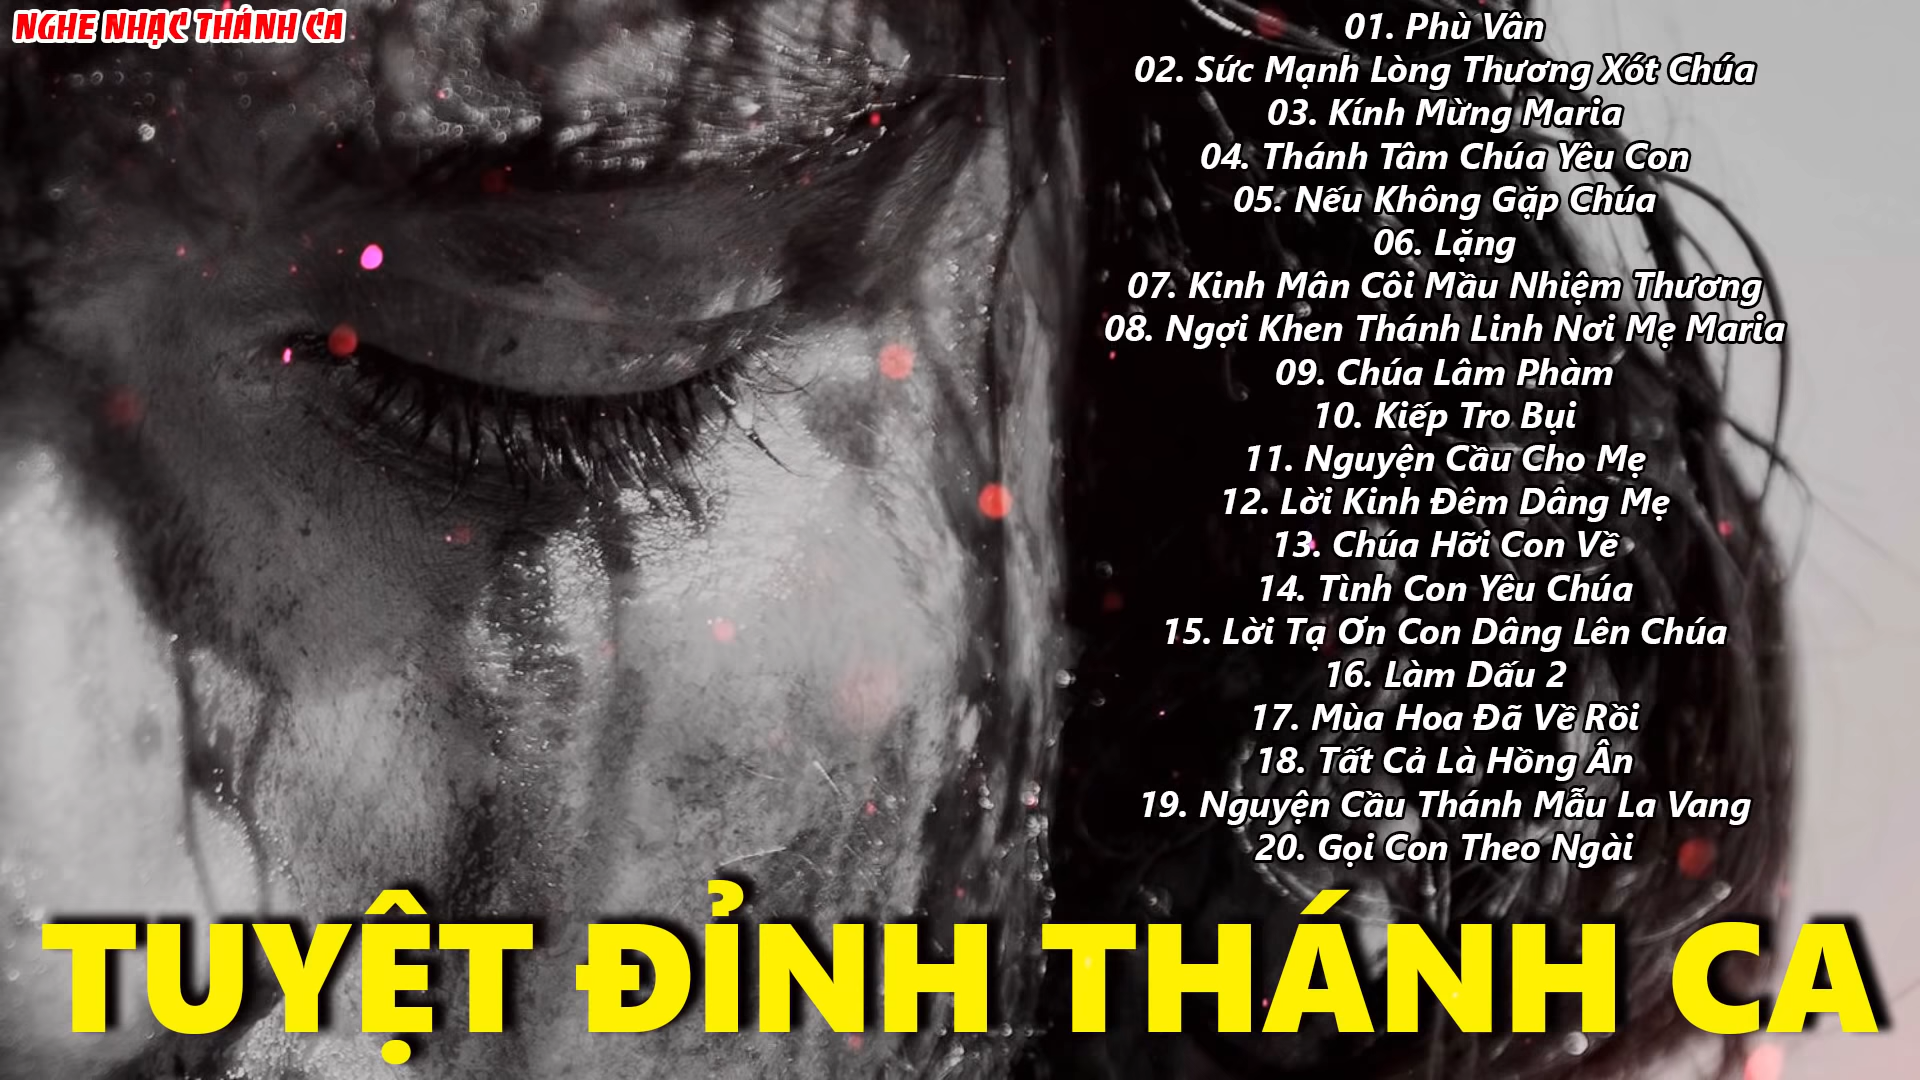 NGHE NHẠC THÁNH CA
01. Phù Vân
02. Sức Mạnh Lòng Thương Xót Chúa
03. Kính Mừng Maria
04. Thánh Tâm Chúa Yêu Con
05. Nếu Không Gặp Chúa
06. Lặng
07. Kinh Mân Côi Mầu Nhiệm Thương
08. Ngợi Khen Thánh Linh Nơi Mẹ Maria
09. Chúa Lâm Phàm
10. Kiếp Tro Bụi
11. Nguyện Cầu Cho Mẹ
12. Lời Kinh Đêm Dâng Mẹ
13. Chúa Hỡi Con Về
14. Tình Con Yêu Chúa
15. Lời Tạ Ơn Con Dâng Lên Chúa
16. Làm Dấu 2
17. Mùa Hoa Đã Về Rồi
18. Tất Cả Là Hồng Ân
19. Nguyện Cầu Thánh Mẫu La Vang
20. Gọi Con Theo Ngài
TUYỆT ĐỈNH THÁNH CA